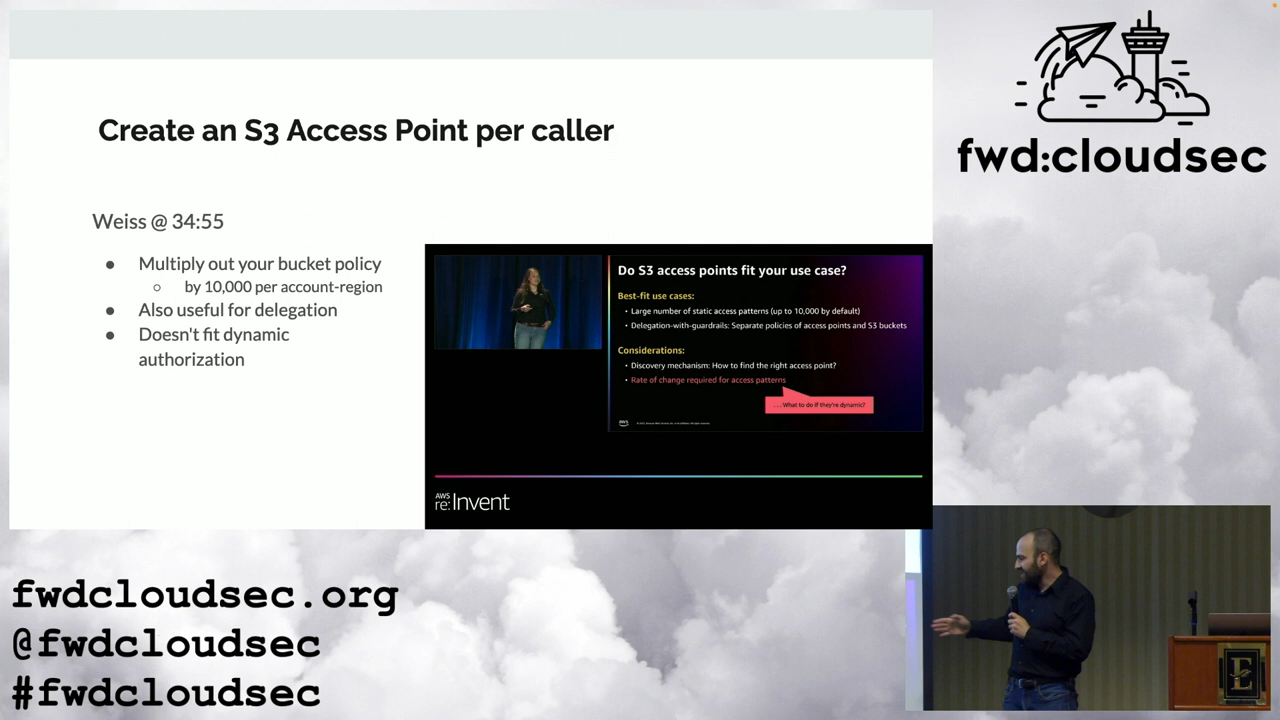 Create an S3 Access Point per caller
Weiss @ 34:55
● Multiply out your bucket policy
○ by 10,000 per account-region
● Also useful for delegation
● Doesn't fit dynamic
authorization
Do S3 access points fit your use case?
Best-fit use cases:
• Large number of static access patterns (up to 10,000 by default)
• Delegation-with-guardrails: Separate policies of access points and S3 buckets
Considerations:
• Discovery mechanism: How to find the right access point?
• Rate of change required for access patterns
. . . What to do if they're dynamic?
aws
AWS
re:Invent
fwd:cloudsec
fwdcloudsec.org
@fwdcloudsec
#fwdcloudsec
E